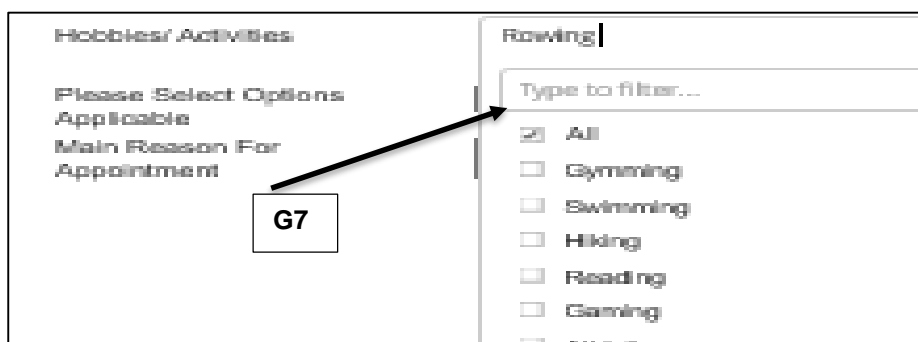 Hobbies/ Activities
Rowing
Type to filter...
Please Select Options
Applicable
Main Reason For
Appointment
G7
All
Gymming
Swimming
Hiking
Reading
Gaming